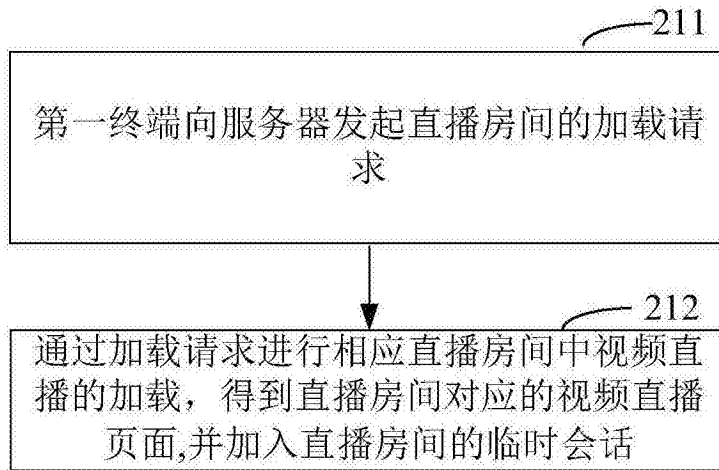 211
第一终端向服务器发起直播房间的加载请
求
212
通过加载请求进行相应直播房间中视频直
播的加载，得到直播房间对应的视频直播
页面,并加入直播房间的临时会话